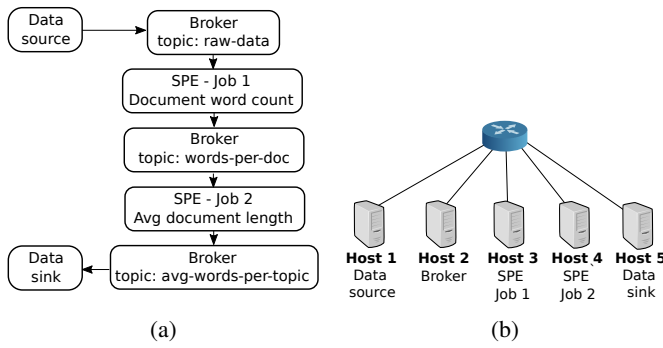 Data
source
Broker
topic: raw-data
SPE - Job 1
Document word count
Broker
topic: words-per-doc
SPE - Job 2
Avg document length
Broker
topic: avg-words-per-topic
Data
sink
(a)
Host 1
Data
source
Host 2
Broker
Host 3
SPE
Job 1
Host 4
SPE
Job 2
Host 5
Data
sink
(b)